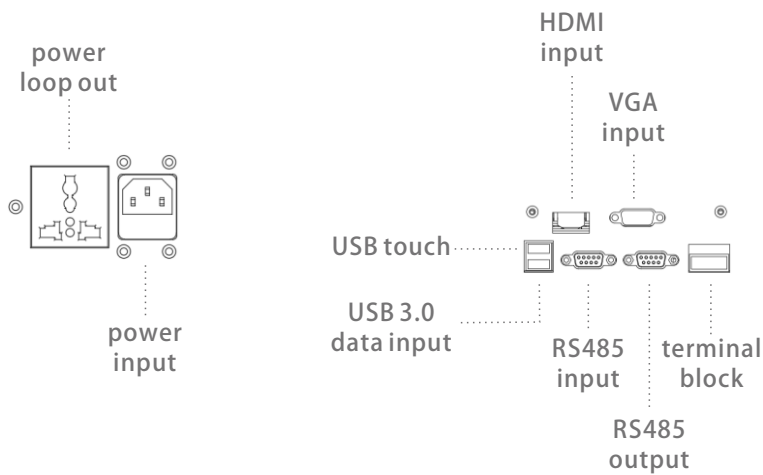 power
loop out
power
input
HDMI
input
VGA
input
USB touch
USB 3.0
data input
RS485
input
terminal
block
RS485
output